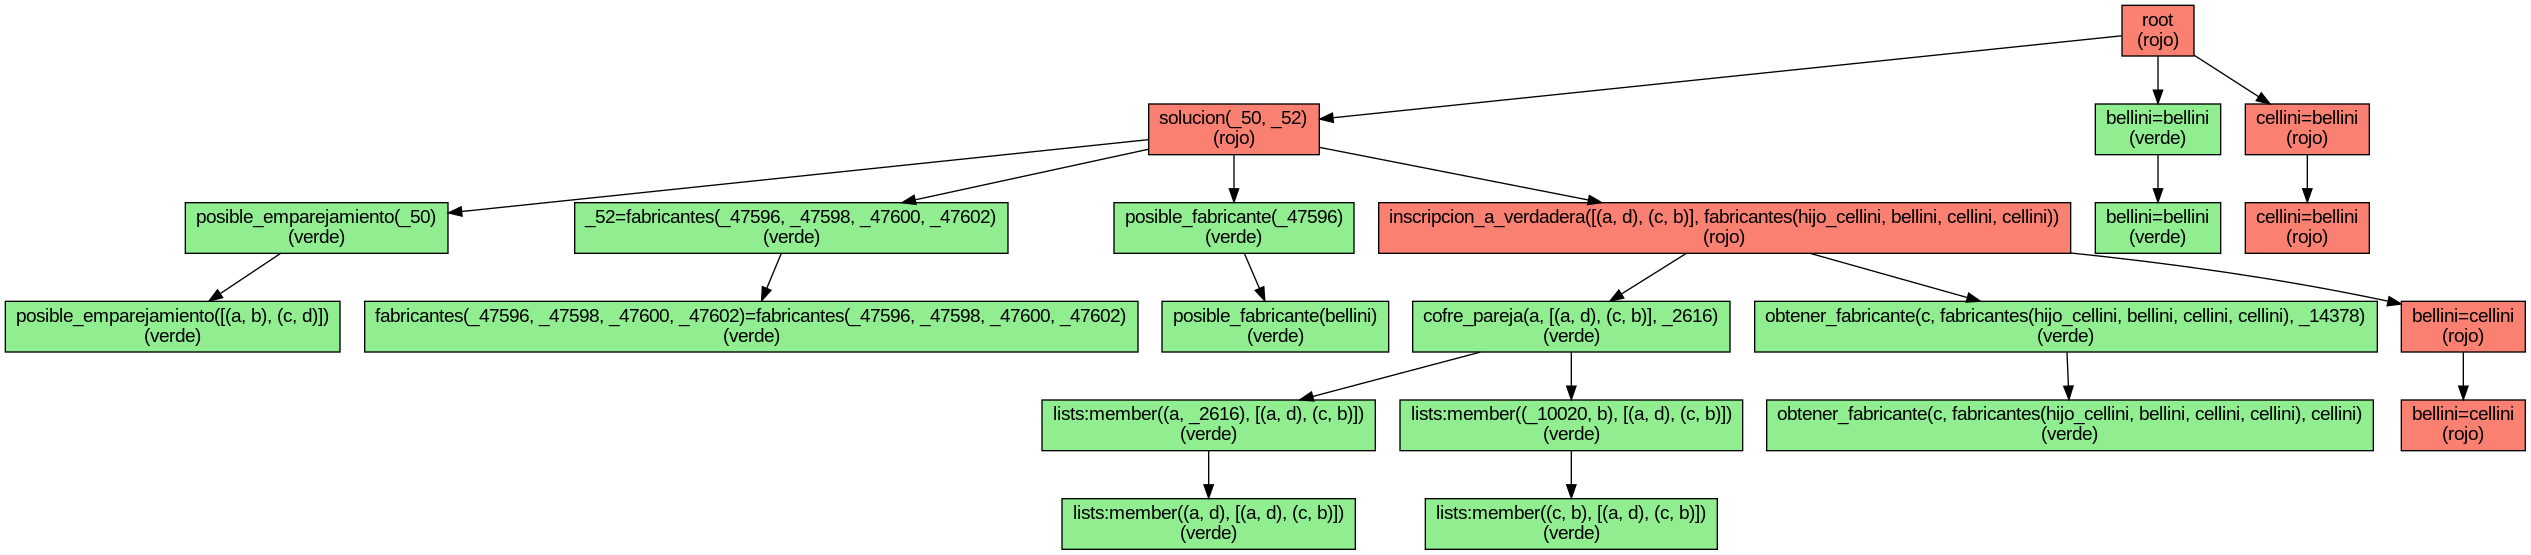 root
(rojo)
solucion(_50, _52)
(rojo)
bellini=bellini
(verde)
cellini=bellini
(rojo)
posible_emparejamiento(_50)
(verde)
_52=fabricantes(_47596, _47598, _47600, _47602)
(verde)
posible_fabricante(_47596)
(verde)
inscripcion_a_verdadera([(a, d), (c, b)], fabricantes(hijo_cellini, bellini, cellini, cellini))
(rojo)
bellini=bellini
(verde)
cellini=bellini
(rojo)
posible_emparejamiento([(a, b), (c, d)])
(verde)
fabricantes(_47596, _47598, _47600, _47602)=fabricantes(_47596, _47598, _47600, _47602)
(verde)
posible_fabricante(bellini)
(verde)
cofre_pareja(a, [(a, d), (c, b)], _2616)
(verde)
obtener_fabricante(c, fabricantes(hijo_cellini, bellini, cellini, cellini), _14378)
(verde)
bellini=cellini
(rojo)
lists:member((a, _2616), [(a, d), (c, b)])
(verde)
lists:member((_10020, b), [(a, d), (c, b)])
(verde)
obtener_fabricante(c, fabricantes(hijo_cellini, bellini, cellini, cellini), cellini)
(verde)
bellini=cellini
(rojo)
lists:member((a, d), [(a, d), (c, b)])
(verde)
lists:member((c, b), [(a, d), (c, b)])
(verde)